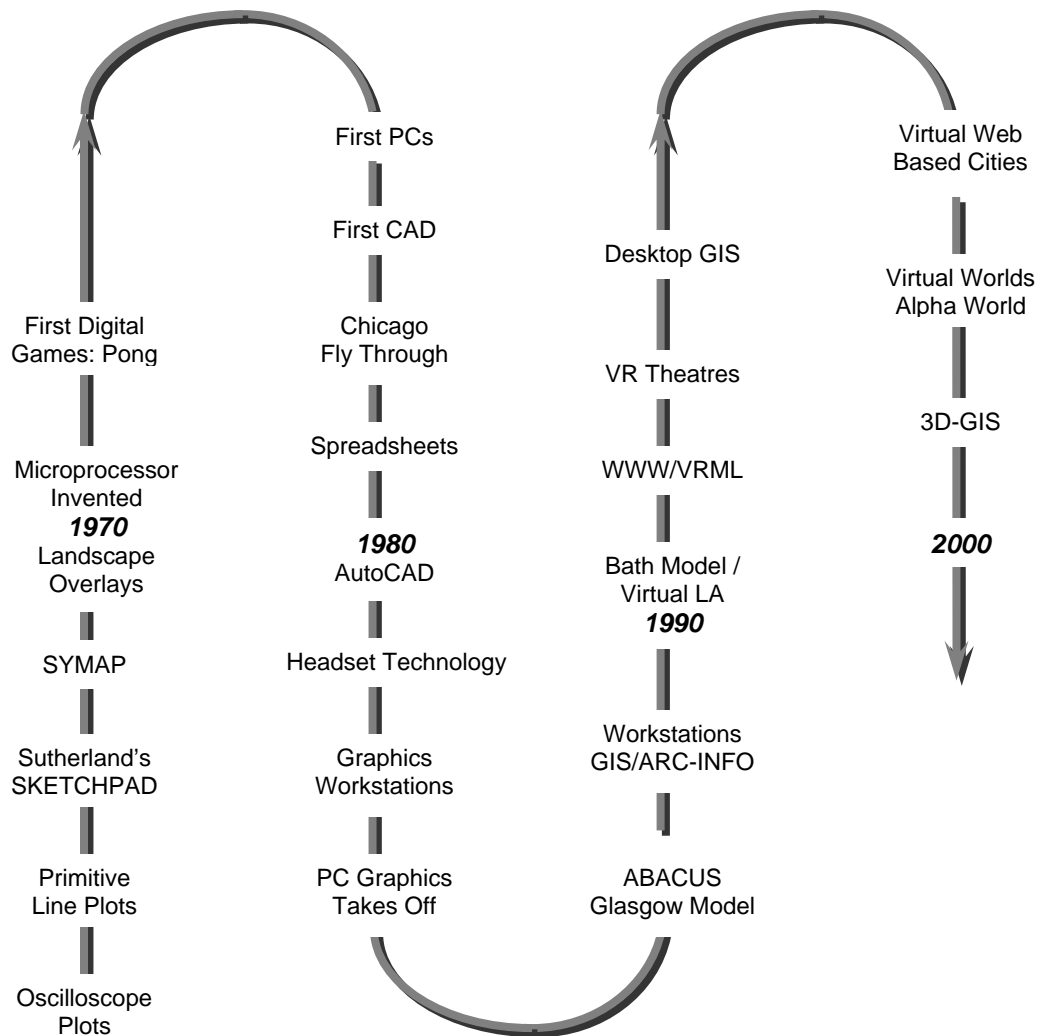 First Digital
Games: Pong
Microprocessor
Invented
1970
Landscape
Overlays
SYMAP
Sutherland’s
SKETCHPAD
Primitive
Line Plots
Oscilloscope
Plots
First PCs
First CAD
Chicago
Fly Through
Spreadsheets
1980
AutoCAD
Headset Technology
Graphics
Workstations
PC Graphics
Takes Off
Desktop GIS
VR Theatres
WWW/VRML
Bath Model /
Virtual LA
1990
Workstations
GIS/ARC-INFO
ABACUS
Glasgow Model
Virtual Web
Based Cities
Virtual Worlds
Alpha World
3D-GIS
2000